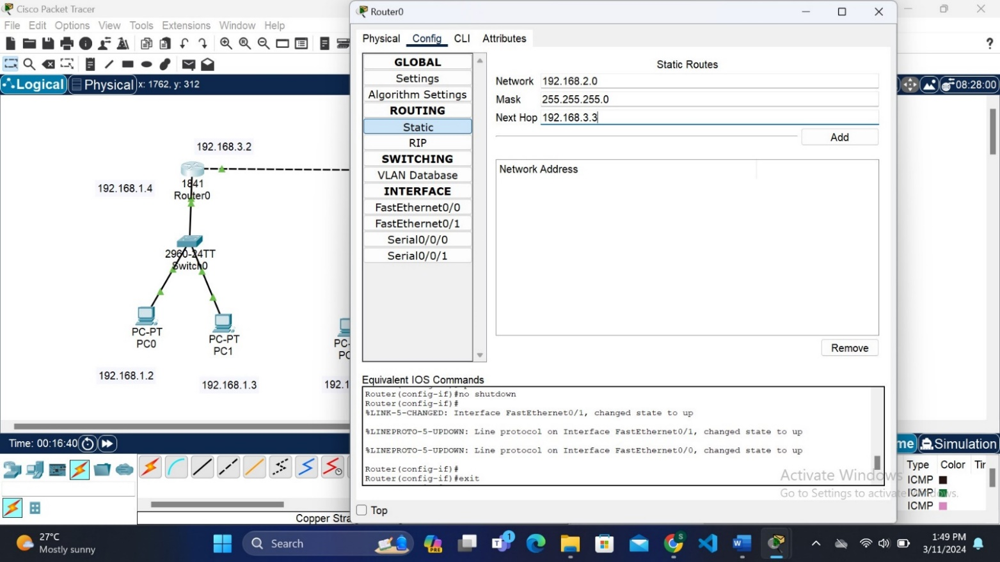 Cisco Packet Tracer
File Edit Options View Tools Extensions Window Help
?
Logical Physical x: 1762, y: 312
08:28:00
192.168.3.2
192.168.1.4
1841
Router0
2960-24TT
Switch0
PC-PT
PC0
PC-PT
PC1
PC-
PC
192.168.1.2
192.168.1.3
192.1
Router0
Physical Config CLI Attributes
GLOBAL
Settings
Algorithm Settings
ROUTING
Static
RIP
SWITCHING
VLAN Database
INTERFACE
FastEthernet0/0
FastEthernet0/1
Serial0/0/0
Serial0/0/1
Static Routes
Network 192.168.2.0
Mask 255.255.255.0
Next Hop 192.168.3.3
Add
Network Address
Remove
Equivalent IOS Commands
Router(config-if)#no shutdown
Router(config-if)#
%LINK-5-CHANGED: Interface FastEthernet0/1, changed state to up
%LINEPROTO-5-UPDOWN: Line protocol on Interface FastEthernet0/1, changed state to up
%LINEPROTO-5-UPDOWN: Line protocol on Interface FastEthernet0/0, changed state to up
Router(config-if)#
Router(config-if)#exit
Top
Time: 00:16:40
me Simulation
Type Color Tir
ICMP
ICMP
ICMP
Activate Windows
Go to Settings to activate Windows.
Copper Stra
27°C
Mostly sunny
Search
PRE
T 1
S
W
1:49 PM
3/11/2024